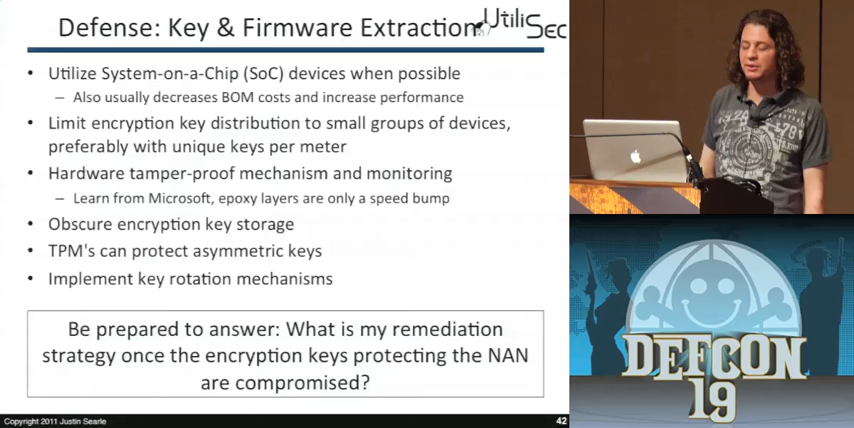 Defense: Key & Firmware Extraction
Utili
Sec
• Utilize System-on-a-Chip (SoC) devices when possible
– Also usually decreases BOM costs and increase performance
• Limit encryption key distribution to small groups of devices,
preferably with unique keys per meter
• Hardware tamper-proof mechanism and monitoring
– Learn from Microsoft, epoxy layers are only a speed bump
• Obscure encryption key storage
• TPM's can protect asymmetric keys
• Implement key rotation mechanisms
Be prepared to answer: What is my remediation
strategy once the encryption keys protecting the NAN
are compromised?
Copyright 2011 Justin Searle
42
DEFCON
19